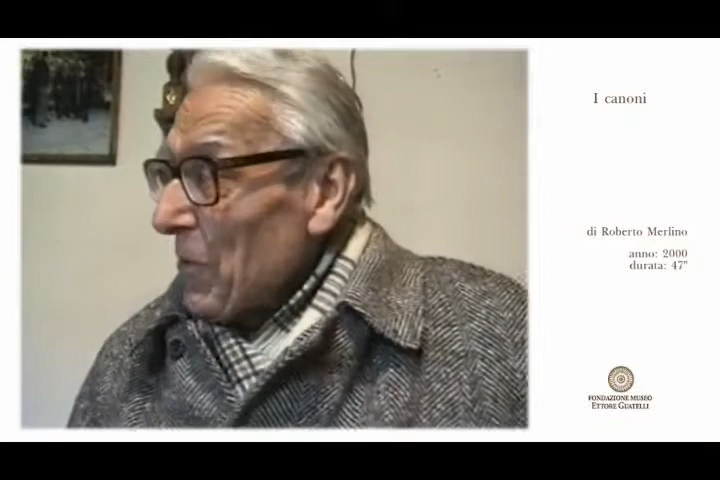 I canoni
di Roberto Merlino
anno: 2000
durata: 47"
FONDAZIONE MUSEO
ETTORE GUATELLI